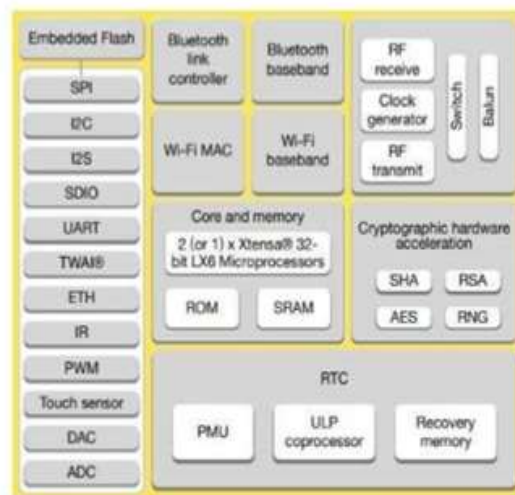 Embedded Flash
SPI
I2C
I2S
SDIO
UART
TWAI®
ETH
IR
PWM
Touch sensor
DAC
ADC
Bluetooth
link
controller
Bluetooth
baseband
Wi-Fi MAC
Wi-Fi
baseband
RF
receive
Clock
generator
RF
transmit
Switch
Balun
Core and memory
2 (or 1) x Xtensa® 32-
bit LX6 Microprocessors
ROM
SRAM
Cryptographic hardware
acceleration
SHA
RSA
AES
RNG
RTC
PMU
ULP
coprocessor
Recovery
memory